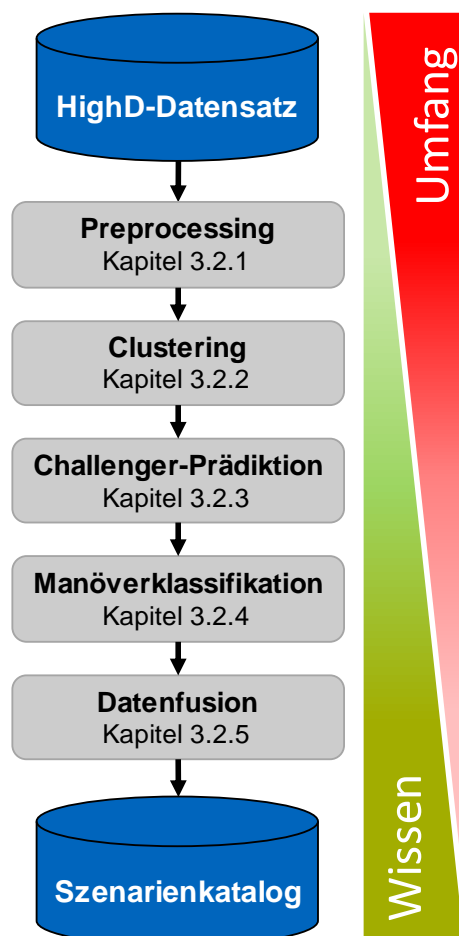 HighD-Datensatz
Preprocessing
Kapitel 3.2.1
Clustering
Kapitel 3.2.2
Challenger-Prädiktion
Kapitel 3.2.3
Manöverklassifikation
Kapitel 3.2.4
Datenfusion
Kapitel 3.2.5
Szenarienkatalog
Umfang
Wissen